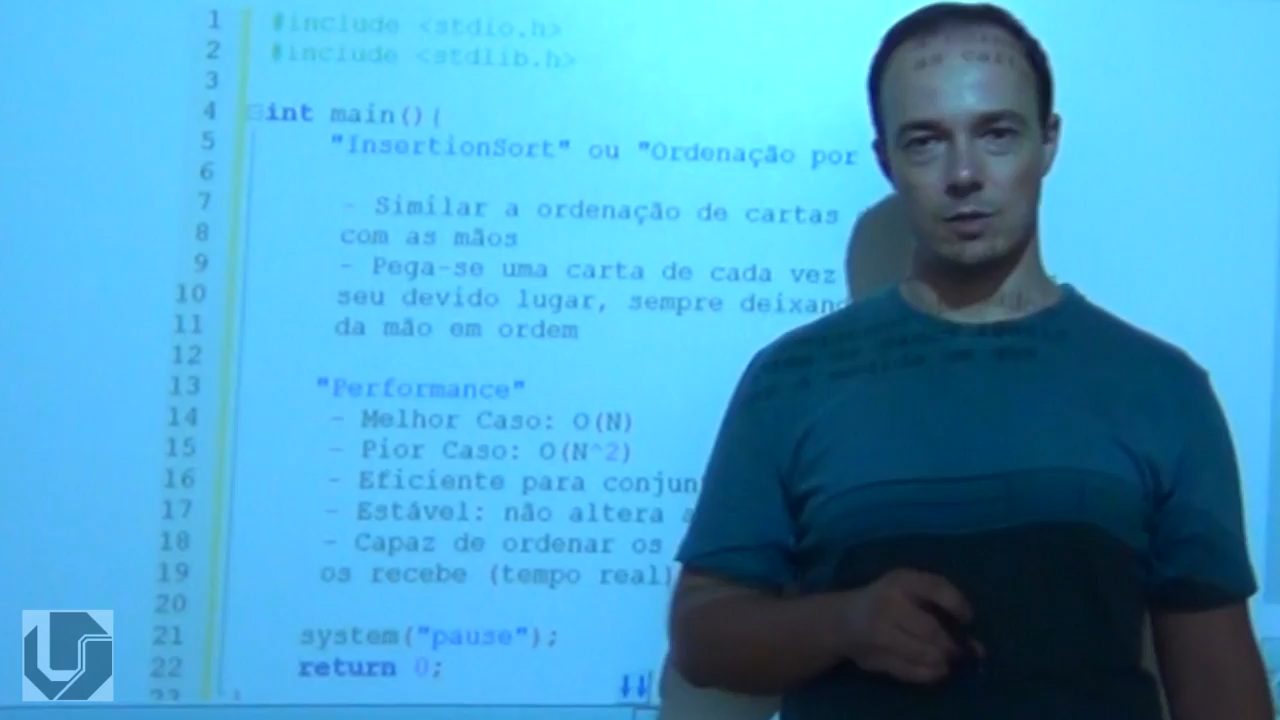 1 #include <stdio.h>
2 #include <stdlib.h>
3
4 int main(){
5 "InsertionSort" ou "Ordenação por
6
7 - Similar a ordenação de cartas
8 com as mãos
9 - Pega-se uma carta de cada vez
10 seu devido lugar, sempre deixan
11 da mão em ordem
12
13 "Performance"
14 - Melhor Caso: O(N)
15 - Pior Caso: O(N^2)
16 - Eficiente para conjun
17 - Estável: não altera a
18 - Capaz de ordenar os
19 os recebe (tempo real)
20
21 system("pause");
22 return 0;
23 }